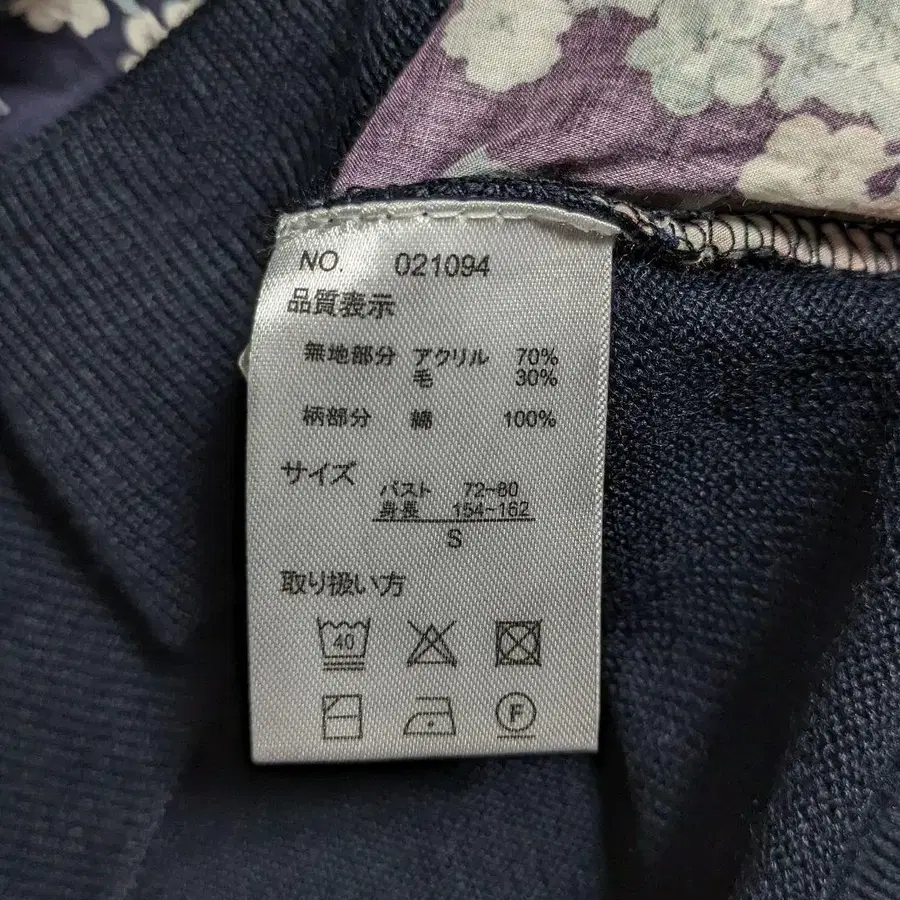 NO. 021094
品質表示
無地部分 アクリル 70%
毛 30%
柄部分 綿 100%
サイズ
バスト 72~80
身長 154~162
S
取り扱い方
40
F